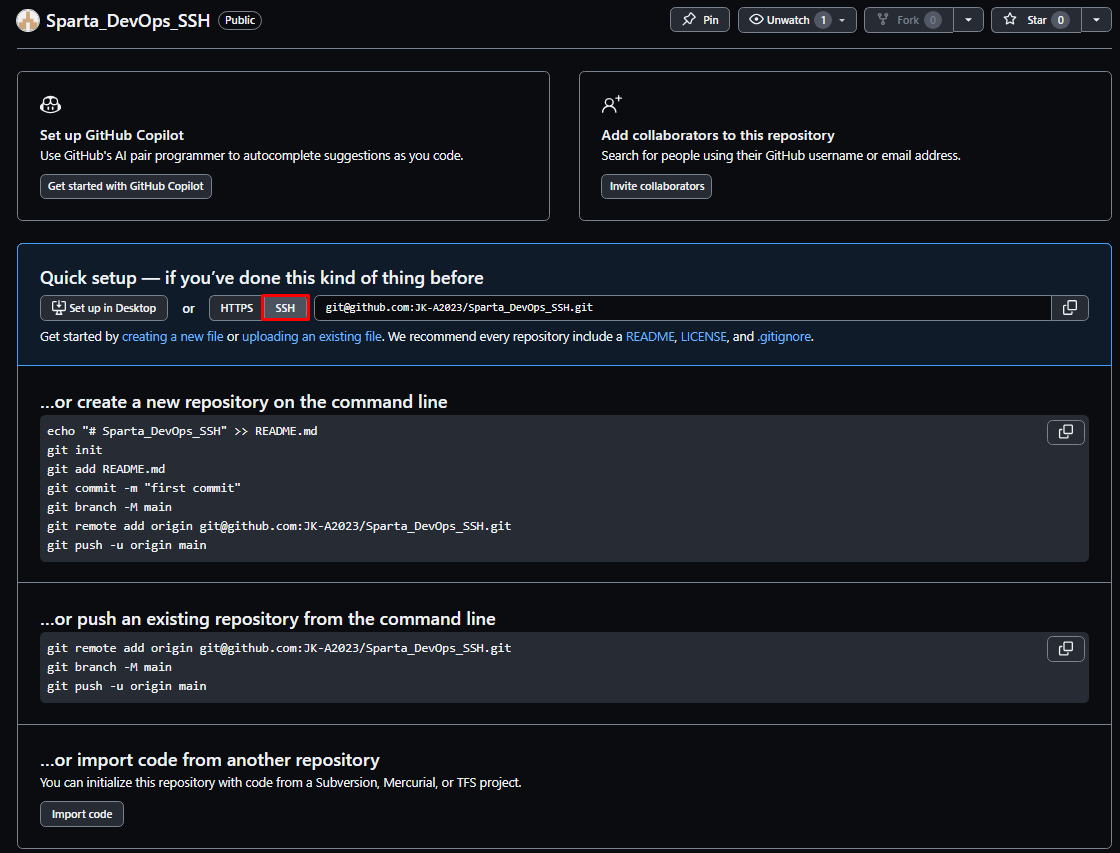 Sparta_DevOps_SSH Public
Pin Unwatch 1 Fork 0 Star 0
Set up GitHub Copilot
Use GitHub's AI pair programmer to autocomplete suggestions as you code.
Get started with GitHub Copilot
Add collaborators to this repository
Search for people using their GitHub username or email address.
Invite collaborators
Quick setup — if you've done this kind of thing before
Set up in Desktop or HTTPS SSH git@github.com:JK-A2023/Sparta_DevOps_SSH.git
Get started by creating a new file or uploading an existing file. We recommend every repository include a README, LICENSE, and .gitignore.
...or create a new repository on the command line
echo "# Sparta_DevOps_SSH" >> README.md
git init
git add README.md
git commit -m "first commit"
git branch -M main
git remote add origin git@github.com:JK-A2023/Sparta_DevOps_SSH.git
git push -u origin main
...or push an existing repository from the command line
git remote add origin git@github.com:JK-A2023/Sparta_DevOps_SSH.git
git branch -M main
git push -u origin main
...or import code from another repository
You can initialize this repository with code from a Subversion, Mercurial, or TFS project.
Import code